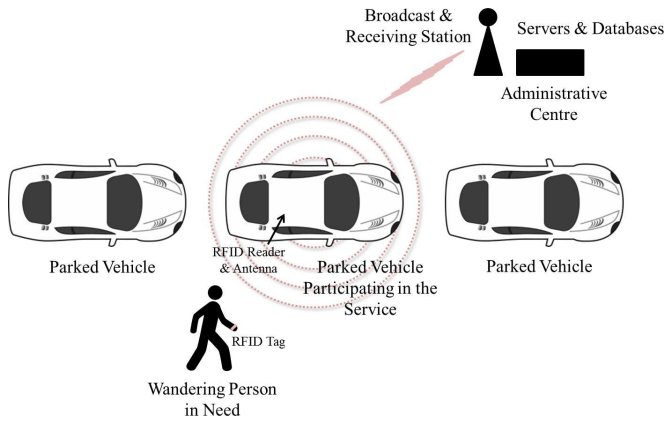 Broadcast &
Receiving Station
Servers & Databases
Administrative
Centre
Parked Vehicle
RFID Reader
& Antenna
Parked Vehicle
Participating in the
Service
Parked Vehicle
RFID Tag
Wandering Person
in Need